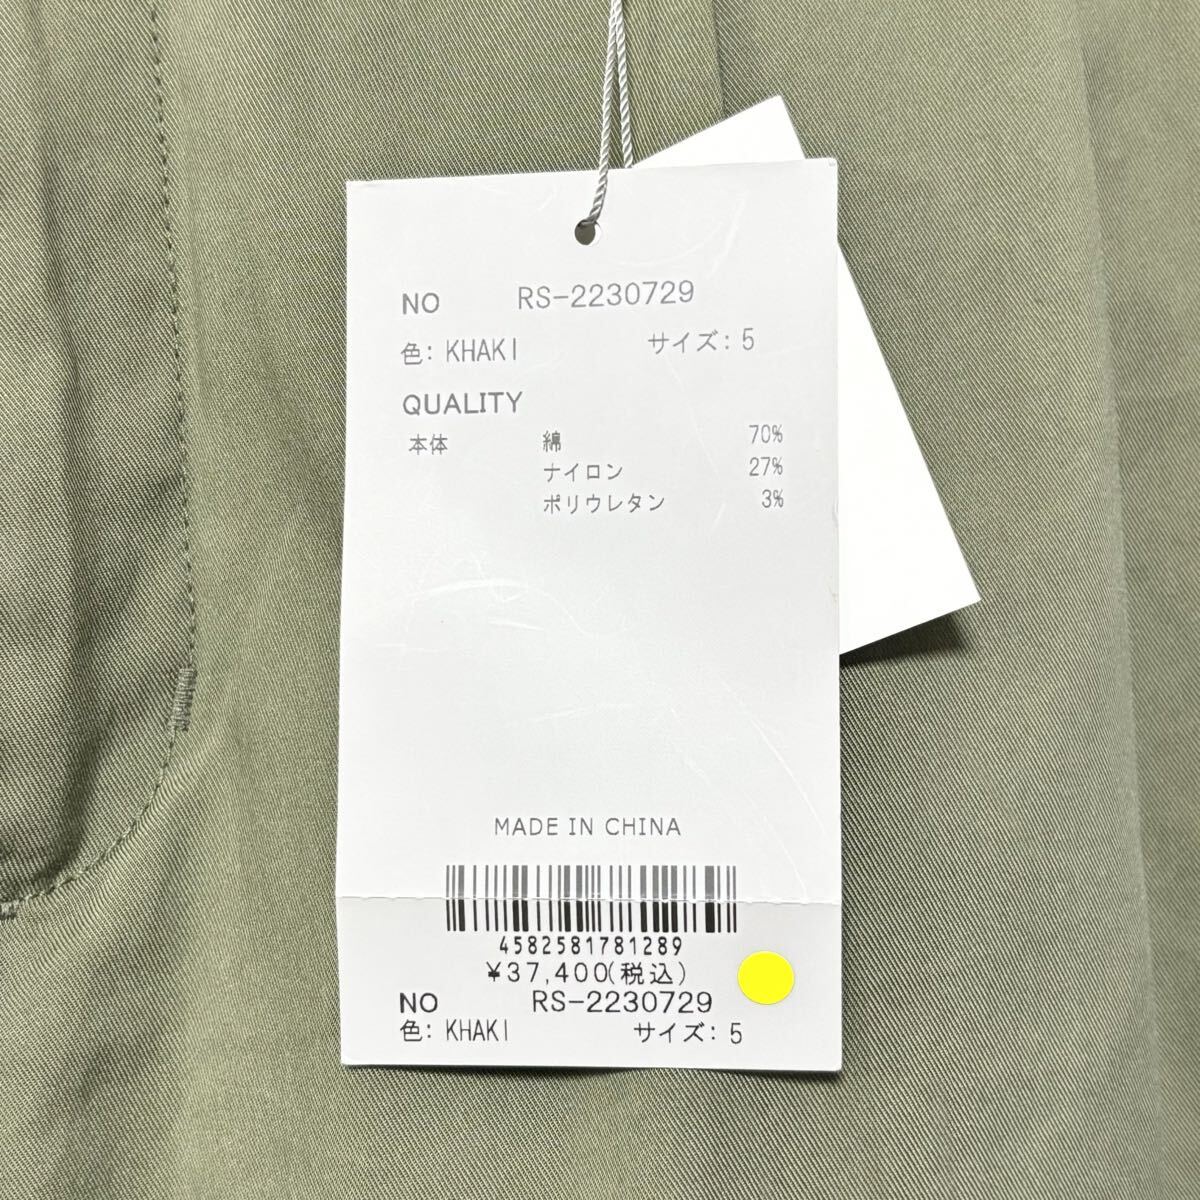 NO RS-2230729
色: KHAKI サイズ: 5
QUALITY
本体 綿 70%
ナイロン 27%
ポリウレタン 3%
MADE IN CHINA
4582581781289
¥37,400(税込)
NO RS-2230729
色: KHAKI サイズ: 5